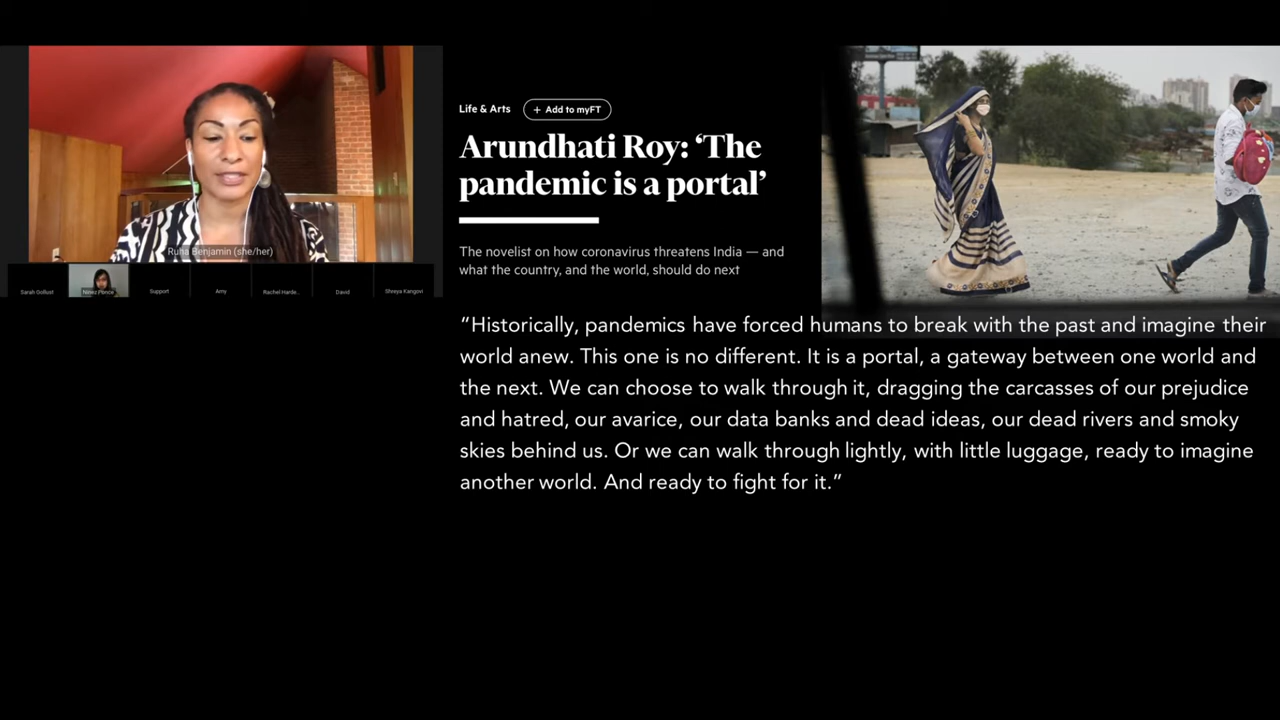 Life & Arts
+ Add to myFT
Arundhati Roy: ‘The
pandemic is a portal’
The novelist on how coronavirus threatens India — and
what the country, and the world, should do next
Ruha Benjamin (she/her)
Sarah Gollust
Ninez Ponce
Support
Amy
Rachel Harde...
David
Shreya Kangovi
“Historically, pandemics have forced humans to break with the past and imagine their
world anew. This one is no different. It is a portal, a gateway between one world and
the next. We can choose to walk through it, dragging the carcasses of our prejudice
and hatred, our avarice, our data banks and dead ideas, our dead rivers and smoky
skies behind us. Or we can walk through lightly, with little luggage, ready to imagine
another world. And ready to fight for it.”